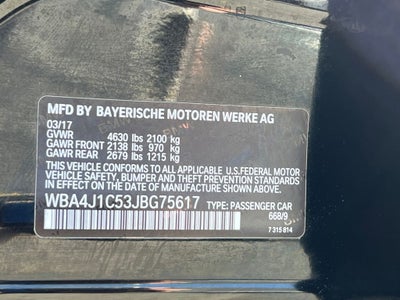 MFD BY BAYERISCHE MOTOREN WERKE AG
03/17
GVWR 4630 lbs 2100 kg
GAWR FRONT 2138 lbs 970 kg
GAWR REAR 2679 lbs 1215 kg
THIS VEHICLE CONFORMS TO ALL APPLICABLE U.S.FEDERAL MOTOR
VEHICLE SAFETY, BUMPER, AND THEFT PREVENTION STANDARDS
IN EFFECT ON THE DATE OF MANUFACTURE SHOWN ABOVE.
WBA4J1C53JBG75617 TYPE: PASSENGER CAR
668/9
7 315 814